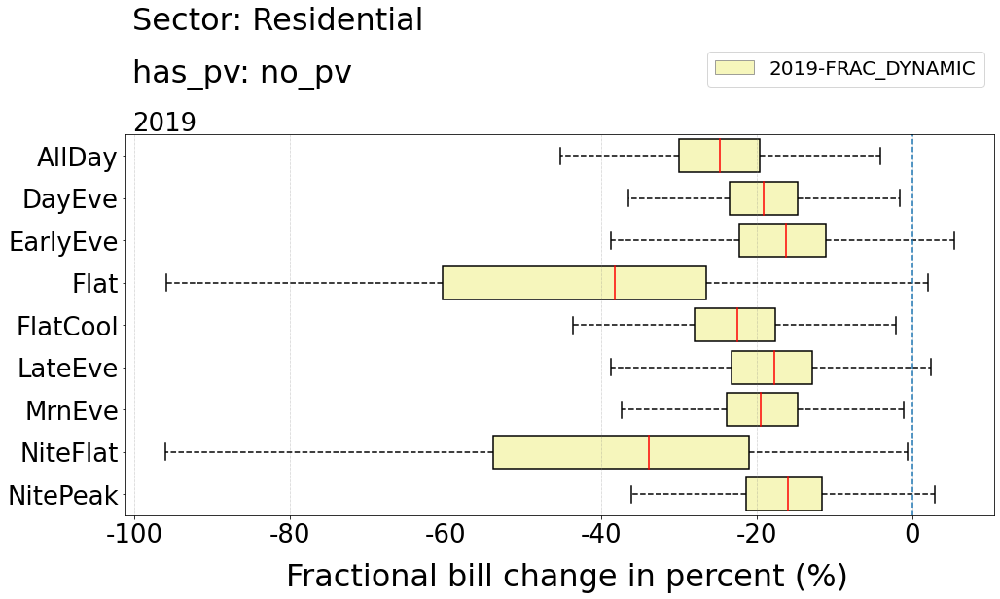 Sector: Residential
has_pv: no_pv
2019-FRAC_DYNAMIC
2019
AllDay
DayEve
EarlyEve
Flat
FlatCool
LateEve
MrnEve
NiteFlat
NitePeak
-100 -80 -60 -40 -20 0
Fractional bill change in percent (%)